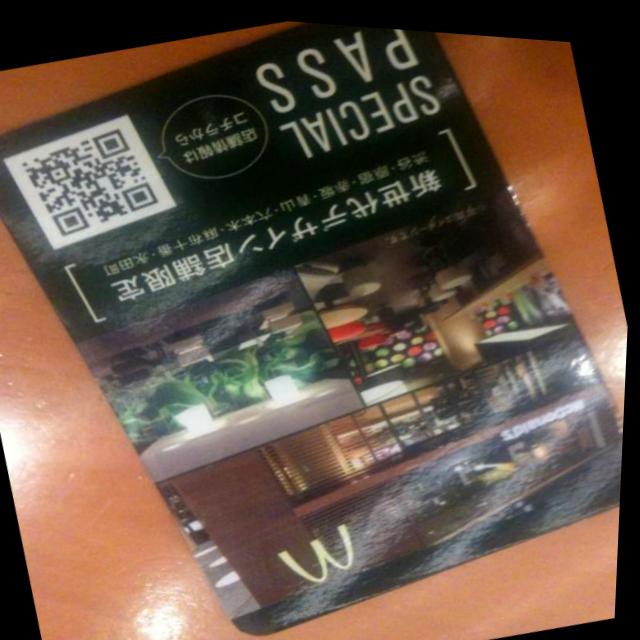 SPECIAL
PASS
店舗情報は
コチラから
新世代デザイン店舗限定
渋谷・原宿・赤坂・青山・六本木・麻布十番・永田町